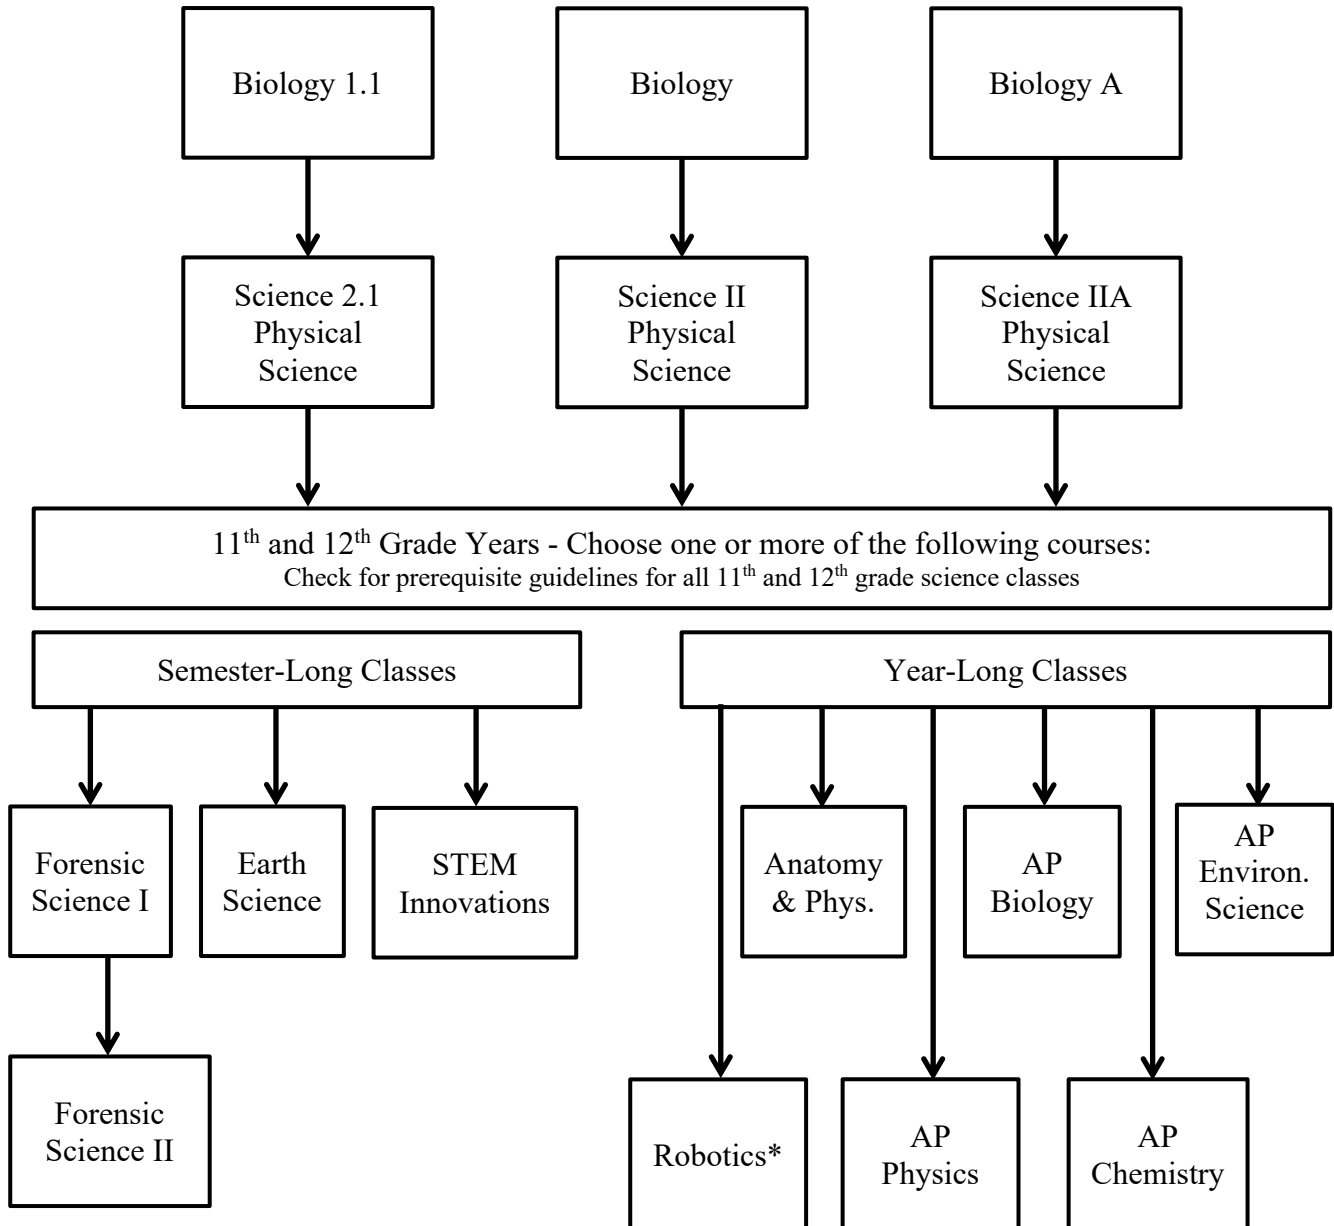 Biology 1.1
Biology
Biology A
Science 2.1
Physical
Science
Science II
Physical
Science
Science IIA
Physical
Science
11th and 12th Grade Years - Choose one or more of the following courses:
Check for prerequisite guidelines for all 11th and 12th grade science classes
Semester-Long Classes
Year-Long Classes
Forensic
Science I
Earth
Science
STEM
Innovations
Anatomy
& Phys.
AP
Biology
AP
Environ.
Science
Forensic
Science II
Robotics*
AP
Physics
AP
Chemistry